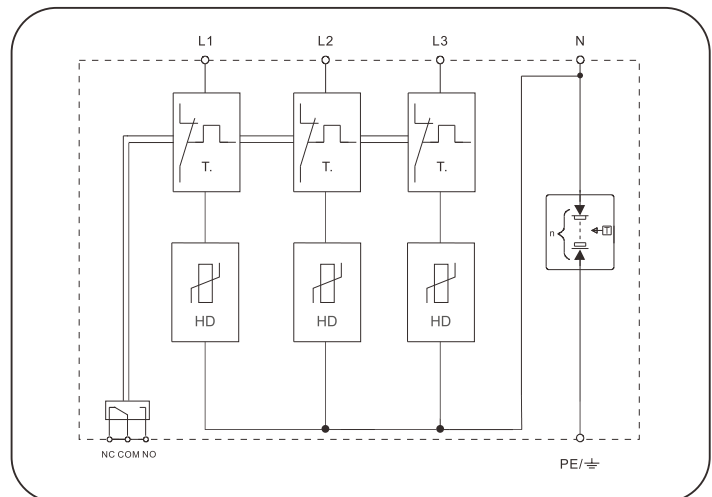 L1 L2 L3 N
T. T. T.
n T
HD HD HD
NC COM NO
PE/⏚